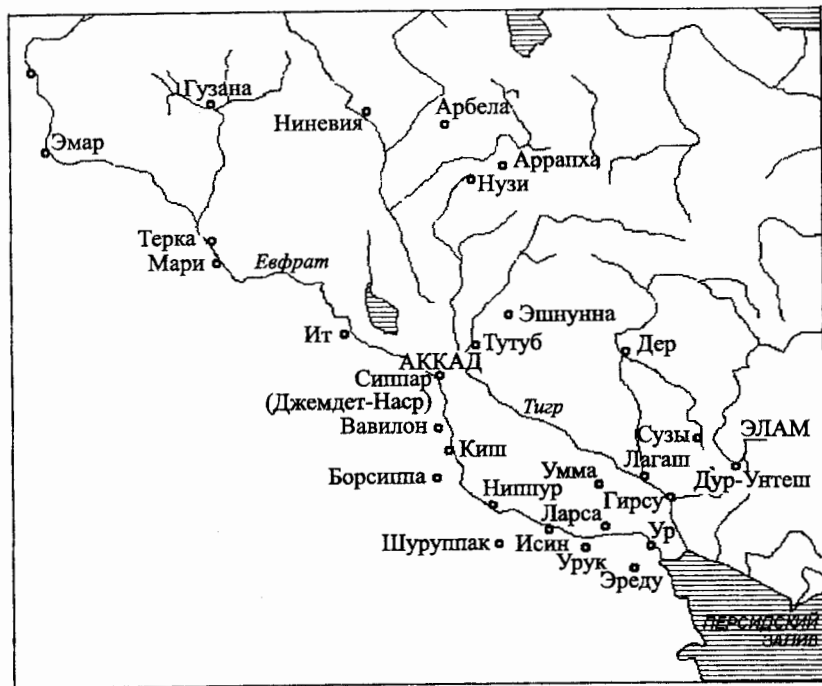 Гузана
Ниневия
Арбела
Эмар
Аррапха
Нузи
Терка
Мари
Евфрат
Эшнунна
Ит
Тутуб
Дер
АККАД
Сиппар
(Джемдет-Наср)
Тигр
Вавилон
Сузы
ЭЛАМ
Киш
Лагаш
Борсиппа
Умма
Дур-Унтеш
Ниппур
Гирсу
Ларса
Ур
Шуруппак
Исин
Урук
Эреду
ПЕРСИДСКИЙ
ЗАЛИВ